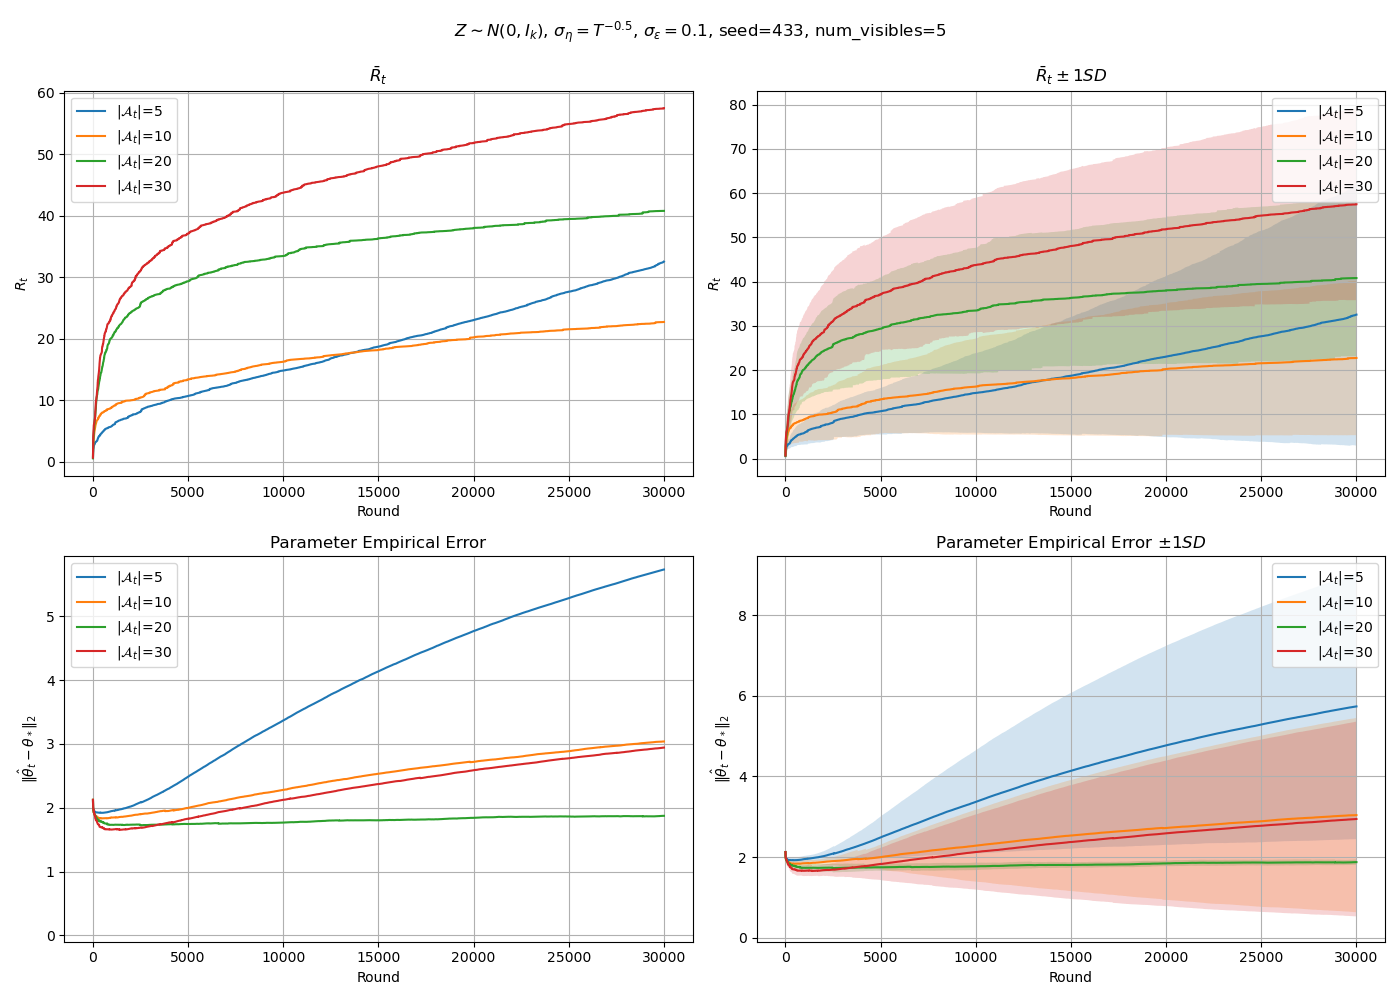 Z ∼ N(0, I_k), σ_η = T^{−0.5}, σ_ε = 0.1, seed=433, num_visibles=5
R̄_t
R_t
60
50
40
30
20
10
0
|𝒜_t|=5
|𝒜_t|=10
|𝒜_t|=20
|𝒜_t|=30
0 5000 10000 15000 20000 25000 30000
Round
R̄_t ± 1SD
R_t
80
70
60
50
40
30
20
10
0
|𝒜_t|=5
|𝒜_t|=10
|𝒜_t|=20
|𝒜_t|=30
0 5000 10000 15000 20000 25000 30000
Round
Parameter Empirical Error
‖θ̂_t − θ_*‖_2
5
4
3
2
1
0
|𝒜_t|=5
|𝒜_t|=10
|𝒜_t|=20
|𝒜_t|=30
0 5000 10000 15000 20000 25000 30000
Round
Parameter Empirical Error ±1SD
‖θ̂_t − θ_*‖_2
8
6
4
2
0
|𝒜_t|=5
|𝒜_t|=10
|𝒜_t|=20
|𝒜_t|=30
0 5000 10000 15000 20000 25000 30000
Round